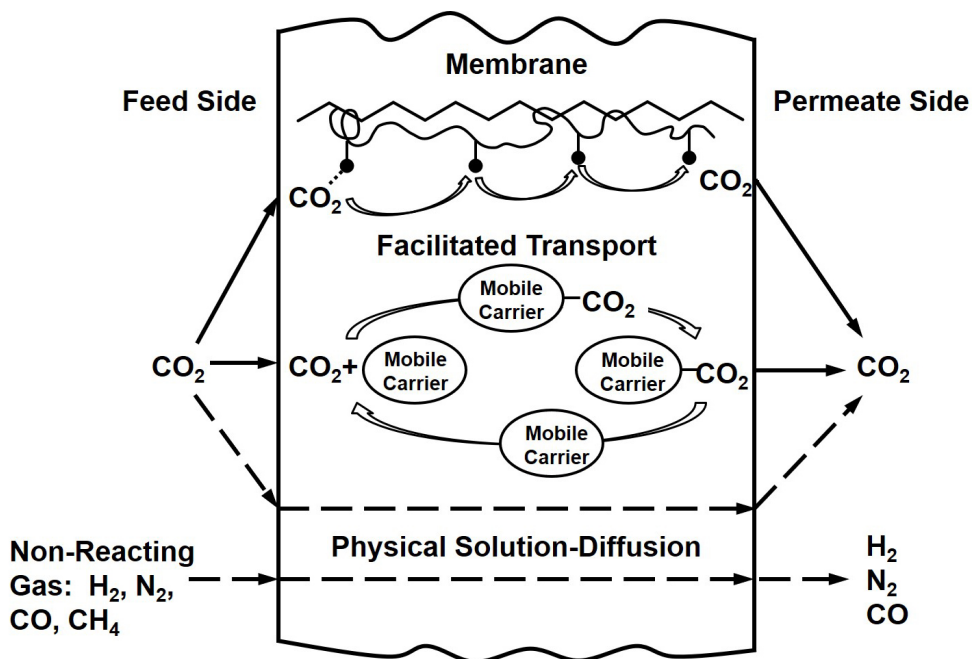 Membrane
Feed Side
Permeate Side
CO₂
CO₂
Facilitated Transport
Mobile
Carrier
CO₂
CO₂
CO₂+
Mobile
Carrier
Mobile
Carrier
CO₂
CO₂
Mobile
Carrier
Physical Solution-Diffusion
Non-Reacting
Gas: H₂, N₂,
CO, CH₄
H₂
N₂
CO